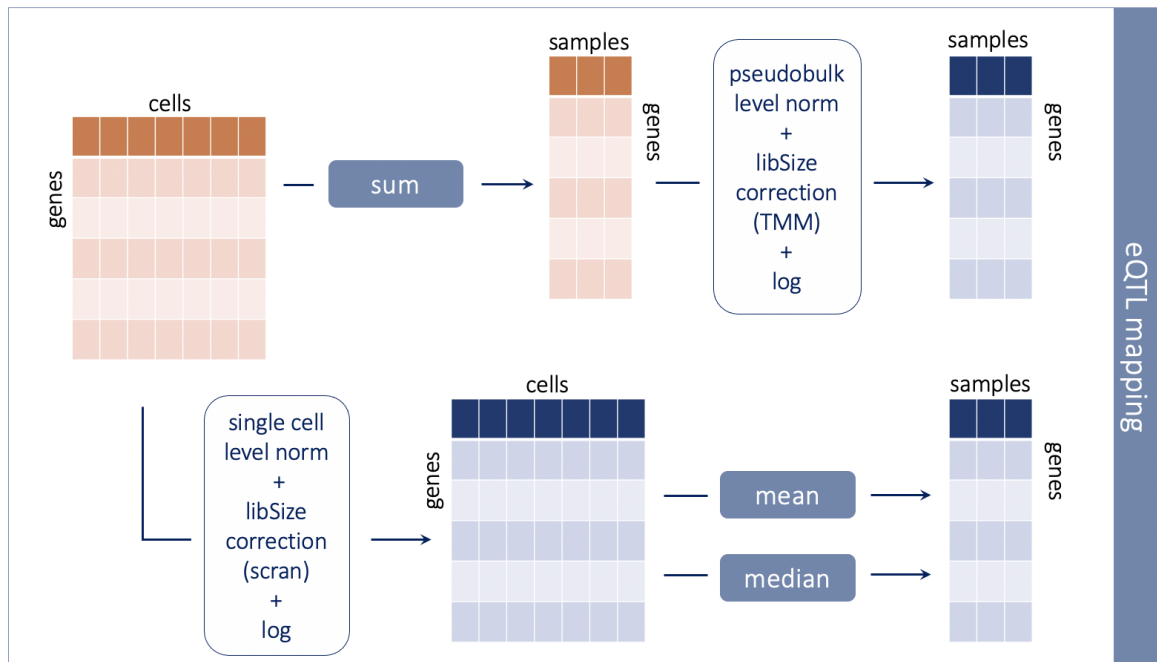 cells
genes
sum
samples
genes
pseudobulk
level norm
+
libSize
correction
(TMM)
+
log
samples
genes
single cell
level norm
+
libSize
correction
(scran)
+
log
cells
genes
mean
median
samples
genes
eQTL mapping